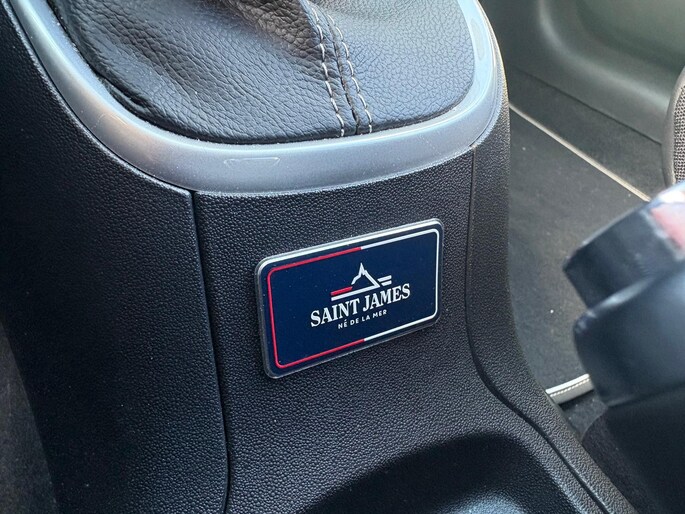 SAINT JAMES
NÉ DE LA MER